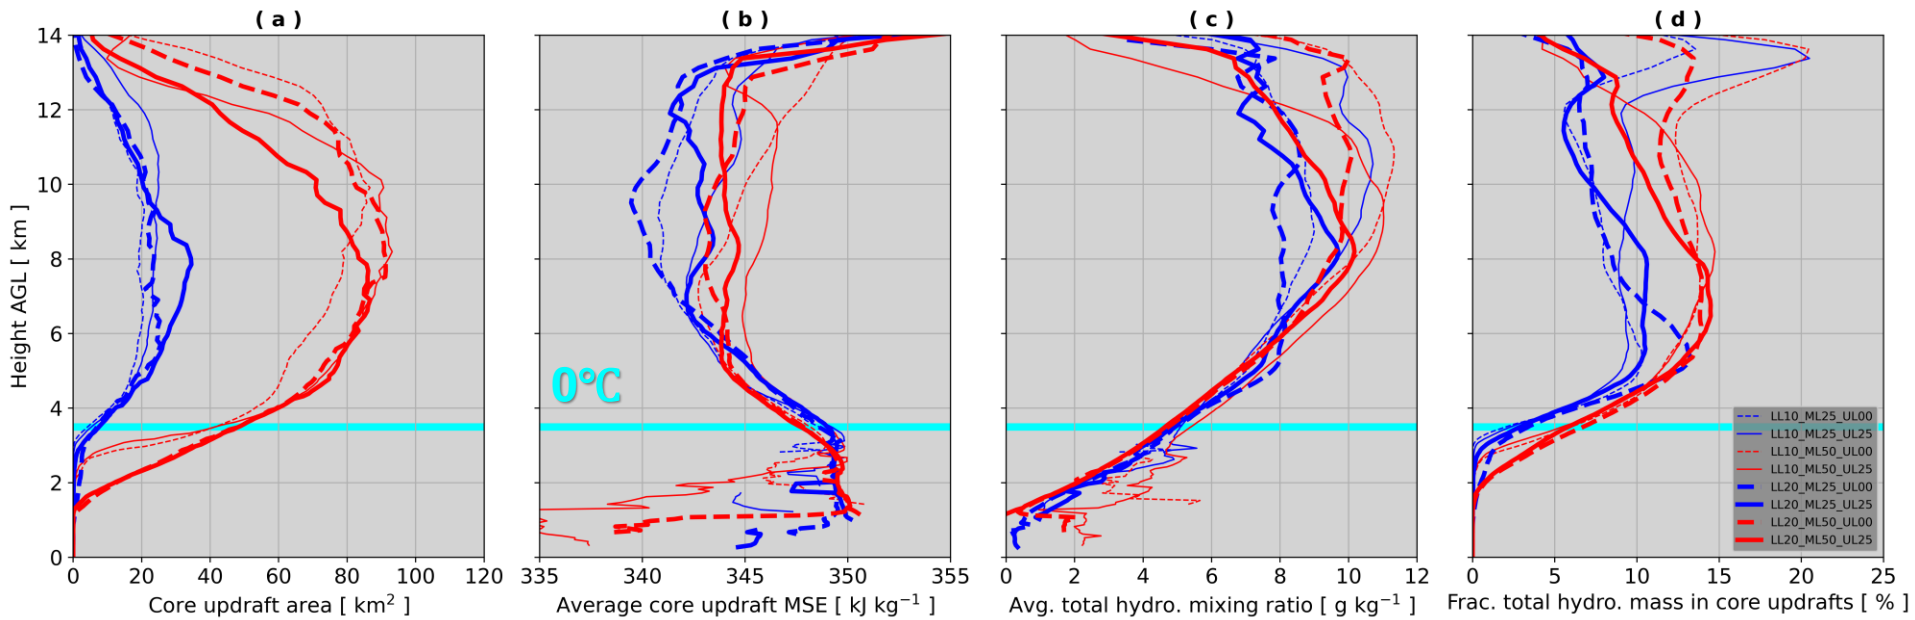 ( a )
( b )
( c )
( d )
14
12
10
8
6
4
2
0
Height AGL [ km ]
0°C
LL10_ML25_UL00
LL10_ML25_UL25
LL10_ML50_UL00
LL10_ML50_UL25
LL20_ML25_UL00
LL20_ML25_UL25
LL20_ML50_UL00
LL20_ML50_UL25
0 20 40 60 80 100 120
335 340 345 350 355
0 2 4 6 8 10 12
0 5 10 15 20 25
Core updraft area [ km² ]
Average core updraft MSE [ kJ kg⁻¹ ]
Avg. total hydro. mixing ratio [ g kg⁻¹ ]
Frac. total hydro. mass in core updrafts [ % ]